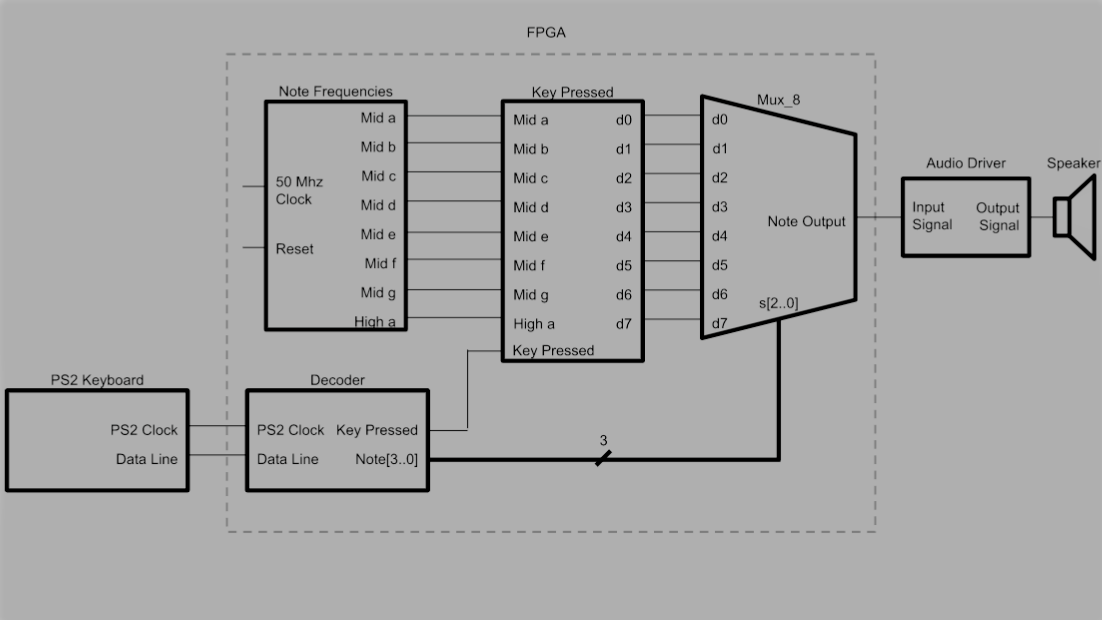 FPGA
Note Frequencies
Mid a
Mid b
Mid c
Mid d
Mid e
Mid f
Mid g
High a
50 Mhz
Clock
Reset
Key Pressed
Mid a
Mid b
Mid c
Mid d
Mid e
Mid f
Mid g
High a
Key Pressed
d0
d1
d2
d3
d4
d5
d6
d7
Mux_8
d0
d1
d2
d3
d4
d5
d6
d7
Note Output
s[2..0]
Audio Driver
Input
Signal
Output
Signal
Speaker
PS2 Keyboard
PS2 Clock
Data Line
Decoder
PS2 Clock
Data Line
Key Pressed
Note[3..0]
3